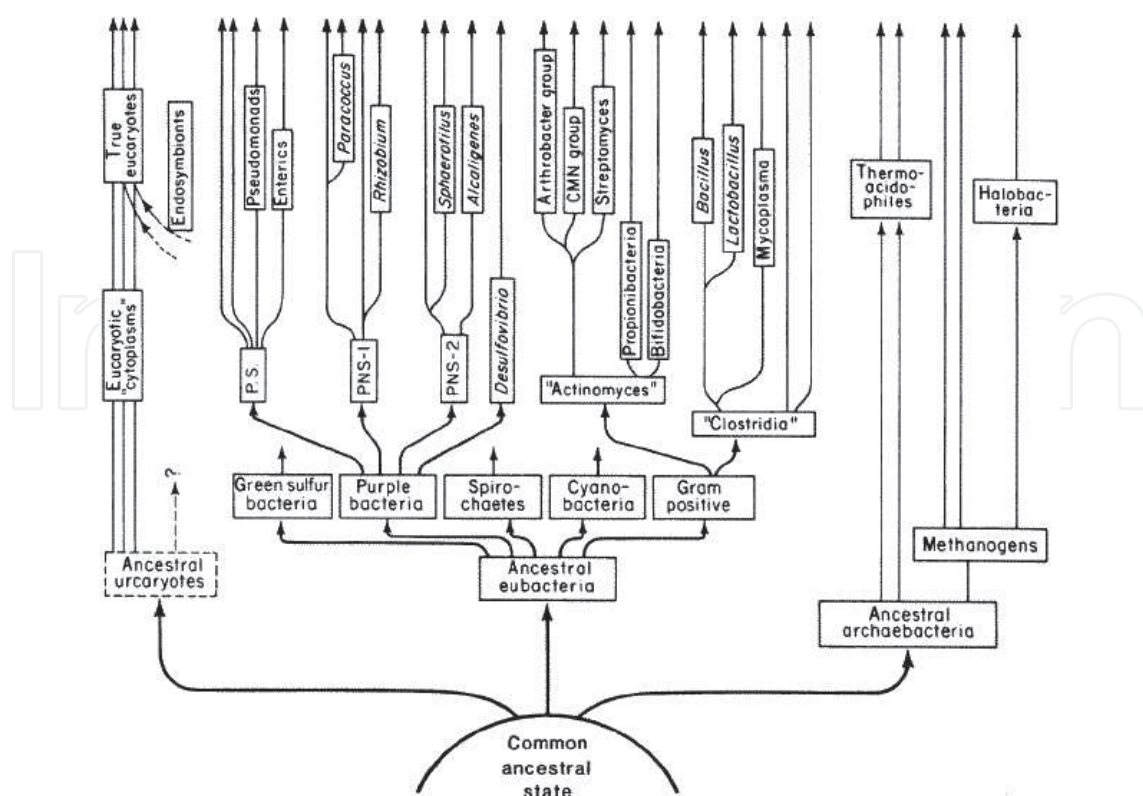 True
eucaryotes
Endosymbionts
Eucaryotic
"cytoplasms"
?
Ancestral
urcaryotes
Pseudomonads
Enterics
P.S.
Paracoccus
Rhizobium
PNS-1
Sphaerotilus
Alcaligenes
PNS-2
Desulfovibrio
Arthrobacter group
CMN group
Streptomyces
Propionibacteria
Bifidobacteria
"Actinomyces"
Bacillus
Lactobacillus
Mycoplasma
"Clostridia"
Green sulfur
bacteria
Purple
bacteria
Spiro-
chaetes
Cyano-
bacteria
Gram
positive
Ancestral
eubacteria
Thermo-
acidо-
philes
Halobac-
teria
Methanogens
Ancestral
archaebacteria
Common
ancestral
state